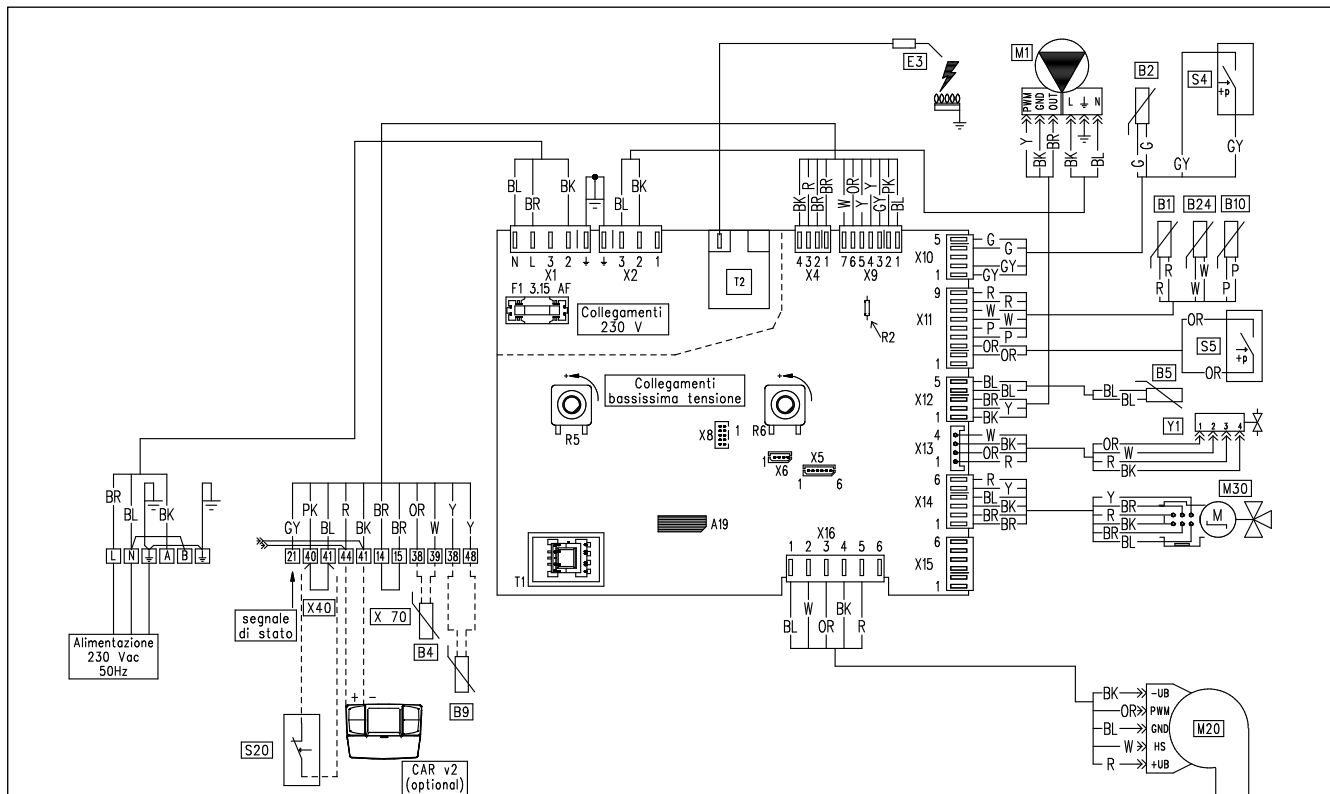 E3
M1
B2
S4
+p
PWM
GND
OUT
L
N
Y
BK
BR
BK
BL
G
G
GY
GY
BL
BR
BK
BL
BK
BK
R
BR
BR
W
OR
Y
Y
GY
PK
BL
N L 3 2
X1
3 2 1
X2
T2
4 3 2 1
X4
7 6 5 4 3 2 1
X9
F1 3.15 AF
Collegamenti
230 V
R2
5
X10
1
G
G
GY
GY
B1
B24
B10
R
R
W
W
P
P
9
X11
1
R
R
W
W
P
P
OR
OR
OR
S5
+p
OR
Collegamenti
bassissima tensione
R5
R6
X8
1
1
X6
X5
1 6
5
X12
1
BL
BL
BR
Y
BK
B5
BL
BL
4
X13
1
W
BK
OR
R
Y1
1 2 3 4
OR
W
R
BK
6
X14
1
R
Y
BL
BK
BR
BR
M30
M
Y
BR
R
BK
BR
BL
6
X15
1
A19
T1
X16
1 2 3 4 5 6
BL
W
OR
BK
R
BR
BL
BK
L N A B
Alimentazione
230 Vac
50Hz
GY
PK
BL
R
BK
BR
BR
OR
W
Y
Y
21 40 41 44 41 14 15 38 39 38 48
segnale
di stato
X40
X 70
B4
B9
S20
+ -
CAR v2
(optional)
BK
OR
BL
W
R
-UB
PWM
GND
HS
+UB
M20